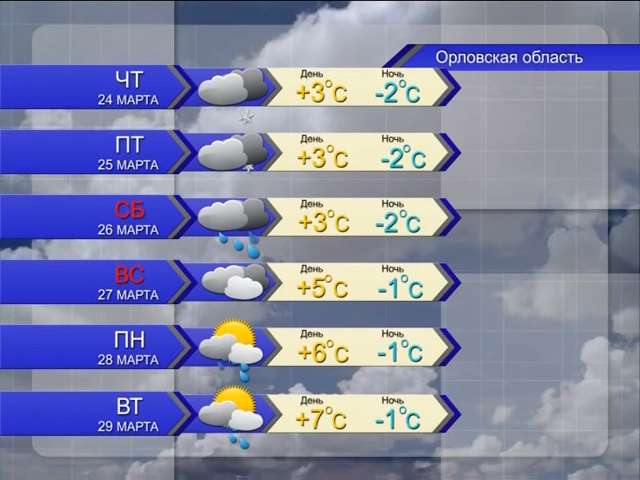 Орловская область
ЧТ
24 МАРТА
День Ночь
+3°С -2°С
ПТ
25 МАРТА
День Ночь
+3°С -2°С
СБ
26 МАРТА
День Ночь
+3°С -2°С
ВС
27 МАРТА
День Ночь
+5°С -1°С
ПН
28 МАРТА
День Ночь
+6°С -1°С
ВТ
29 МАРТА
День Ночь
+7°С -1°С